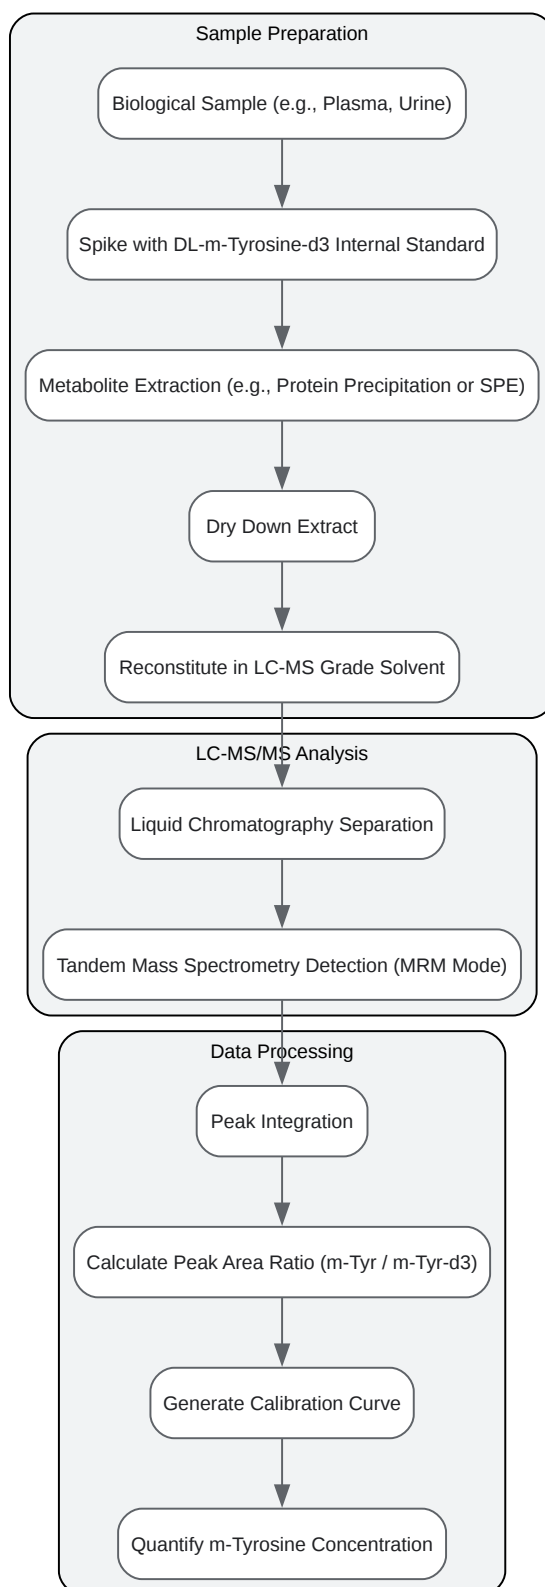 Sample Preparation
Biological Sample (e.g., Plasma, Urine)
Spike with DL-m-Tyrosine-d3 Internal Standard
Metabolite Extraction (e.g., Protein Precipitation or SPE)
Dry Down Extract
Reconstitute in LC-MS Grade Solvent
LC-MS/MS Analysis
Liquid Chromatography Separation
Tandem Mass Spectrometry Detection (MRM Mode)
Data Processing
Peak Integration
Calculate Peak Area Ratio (m-Tyr / m-Tyr-d3)
Generate Calibration Curve
Quantify m-Tyrosine Concentration